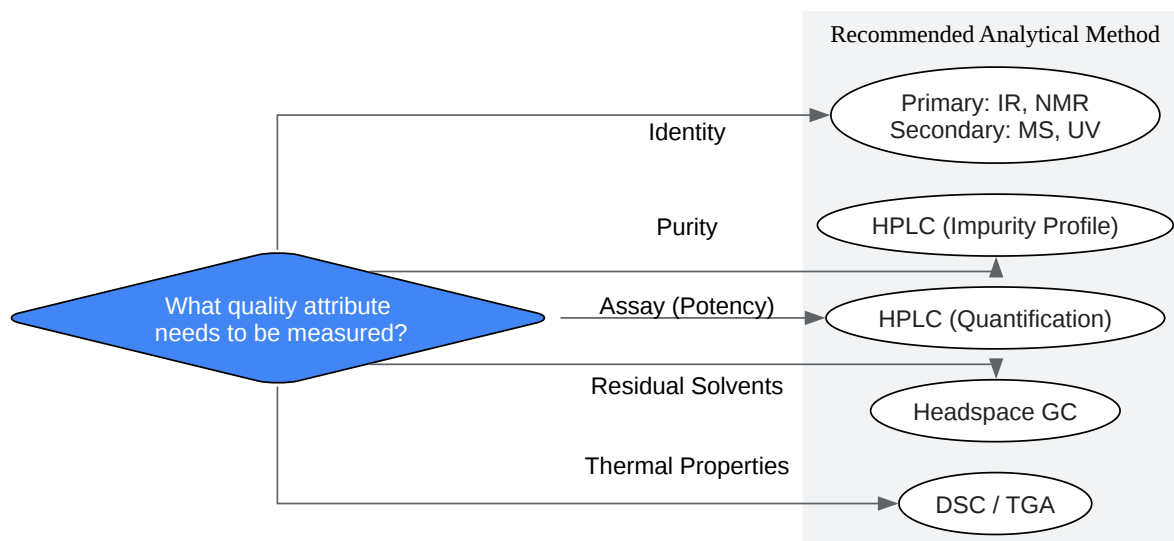 Recommended Analytical Method
Primary: IR, NMR
Secondary: MS, UV
Identity
Purity
HPLC (Impurity Profile)
What quality attribute
needs to be measured?
Assay (Potency)
HPLC (Quantification)
Residual Solvents
Headspace GC
Thermal Properties
DSC / TGA